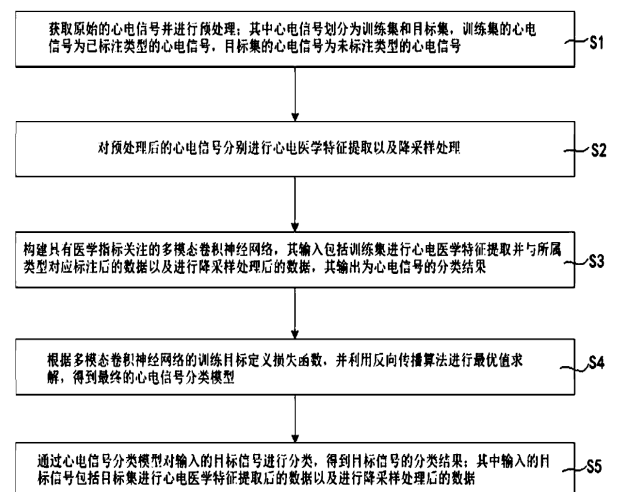 获取原始的心电信号并进行预处理；其中心电信号划分为训练集和目标集，训练集的心电
信号为已标注类型的心电信号，目标集的心电信号为未标注类型的心电信号
S1
对预处理后的心电信号分别进行心电医学特征提取以及降采样处理
S2
构建具有医学指标关注的多模态卷积神经网络，其输入包括训练集进行心电医学特征提取并与所属
类型对应标注后的数据以及进行降采样处理后的数据，其输出为心电信号的分类结果
S3
根据多模态卷积神经网络的训练目标定义损失函数，并利用反向传播算法进行最优值求
解，得到最终的心电信号分类模型
S4
通过心电信号分类模型对输入的目标信号进行分类，得到目标信号的分类结果；其中输入的目
标信号包括目标集进行心电医学特征提取后的数据以及进行降采样处理后的数据
S5